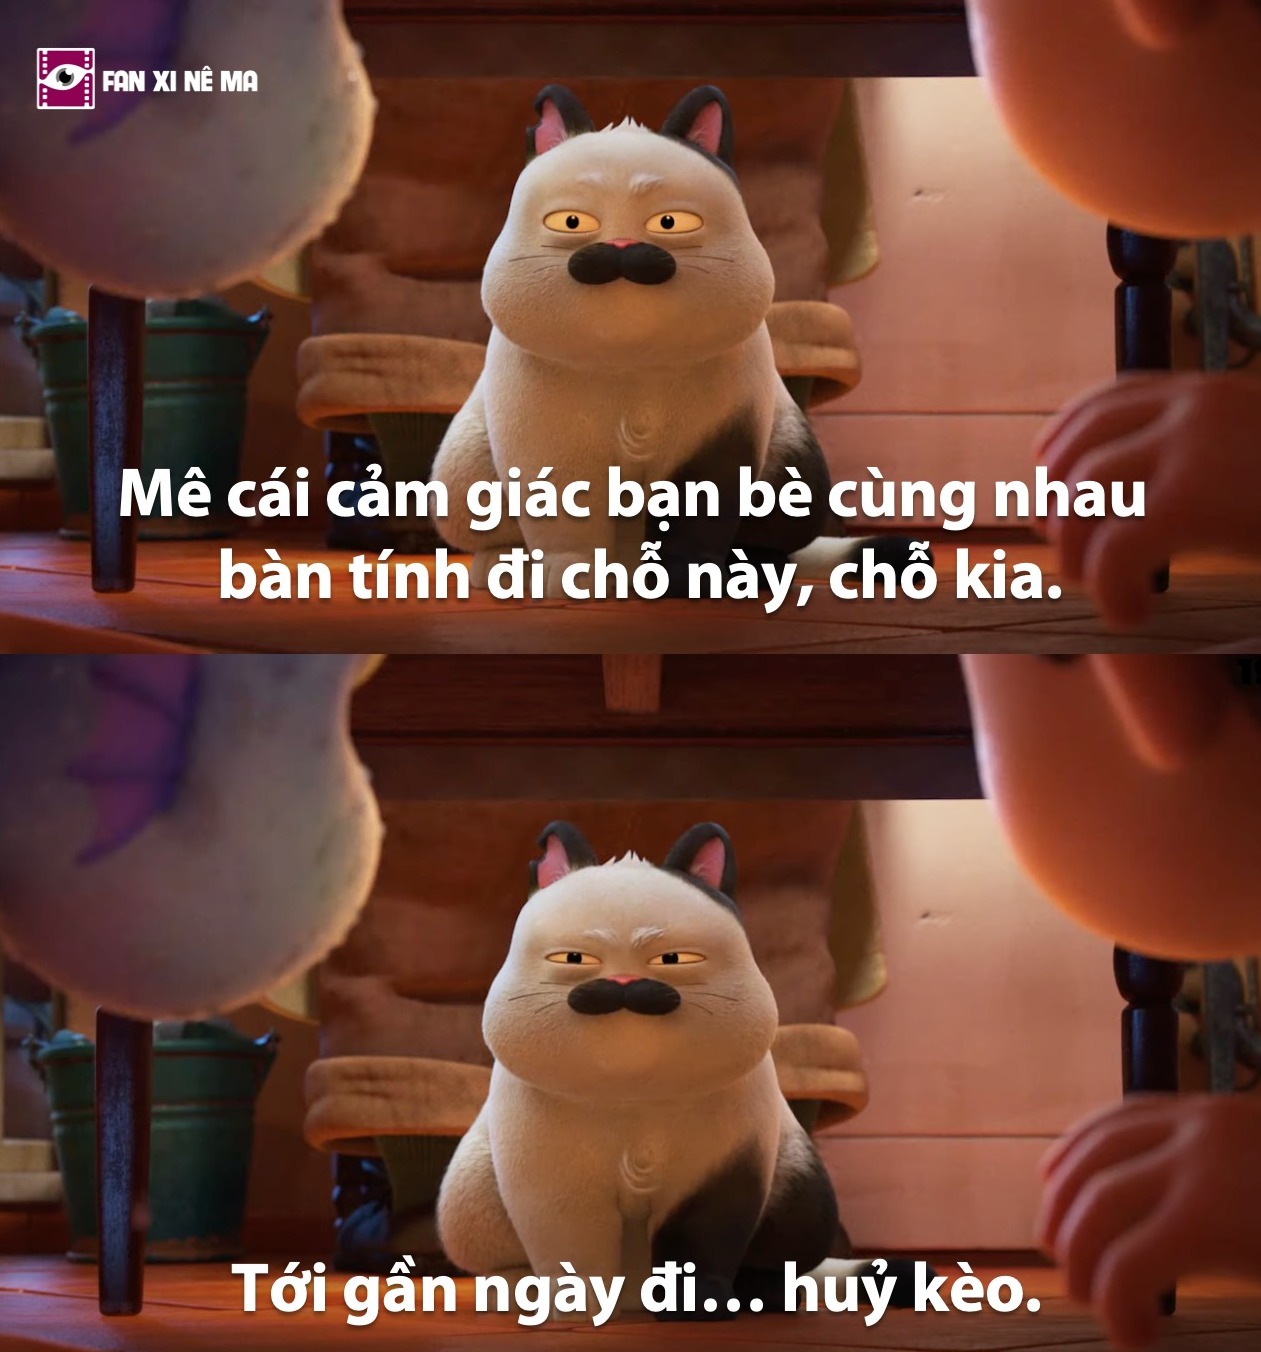 FAN XI NÊ MA
Mê cái cảm giác bạn bè cùng nhau
bàn tính đi chỗ này, chỗ kia.
Tới gần ngày đi... huỷ kèo.